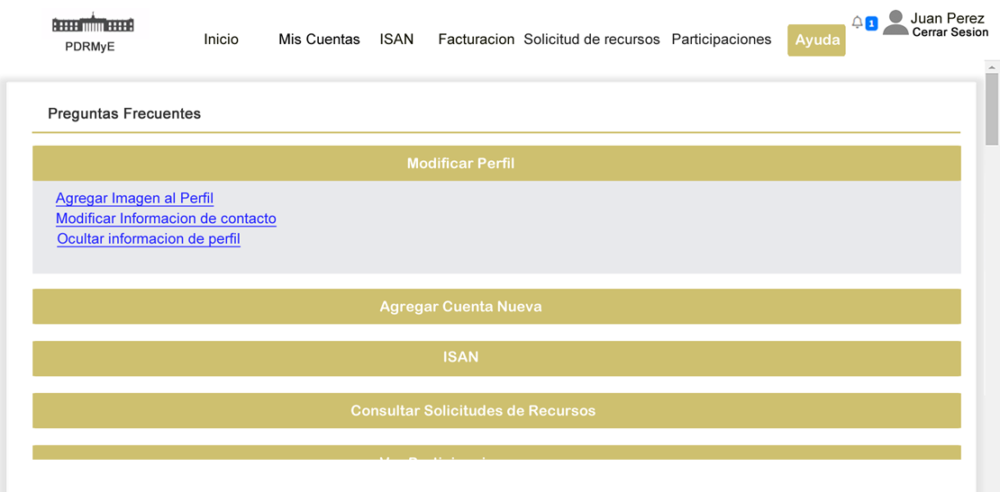 PDRMyE
Inicio Mis Cuentas ISAN Facturacion Solicitud de recursos Participaciones Ayuda
1
Juan Perez
Cerrar Sesion
Preguntas Frecuentes
Modificar Perfil
Agregar Imagen al Perfil
Modificar Informacion de contacto
Ocultar informacion de perfil
Agregar Cuenta Nueva
ISAN
Consultar Solicitudes de Recursos